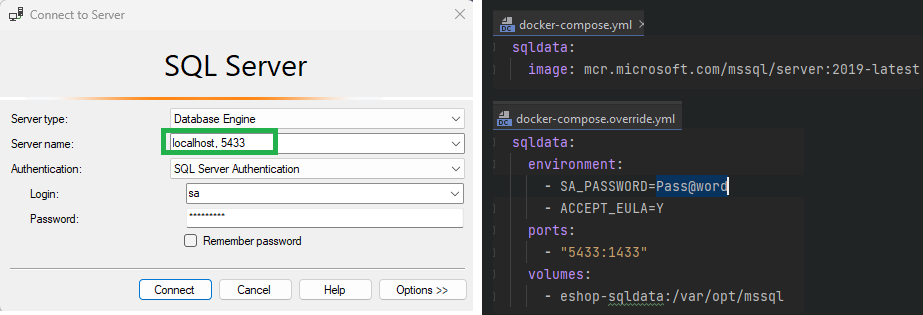 Connect to Server
SQL Server
Server type: Database Engine
Server name: localhost, 5433
Authentication: SQL Server Authentication
Login: sa
Password: *********
Remember password
Connect Cancel Help Options >>
docker-compose.yml
sqldata:
image: mcr.microsoft.com/mssql/server:2019-latest
docker-compose.override.yml
sqldata:
environment:
- SA_PASSWORD=Pass@word
- ACCEPT_EULA=Y
ports:
- "5433:1433"
volumes:
- eshop-sqldata:/var/opt/mssql